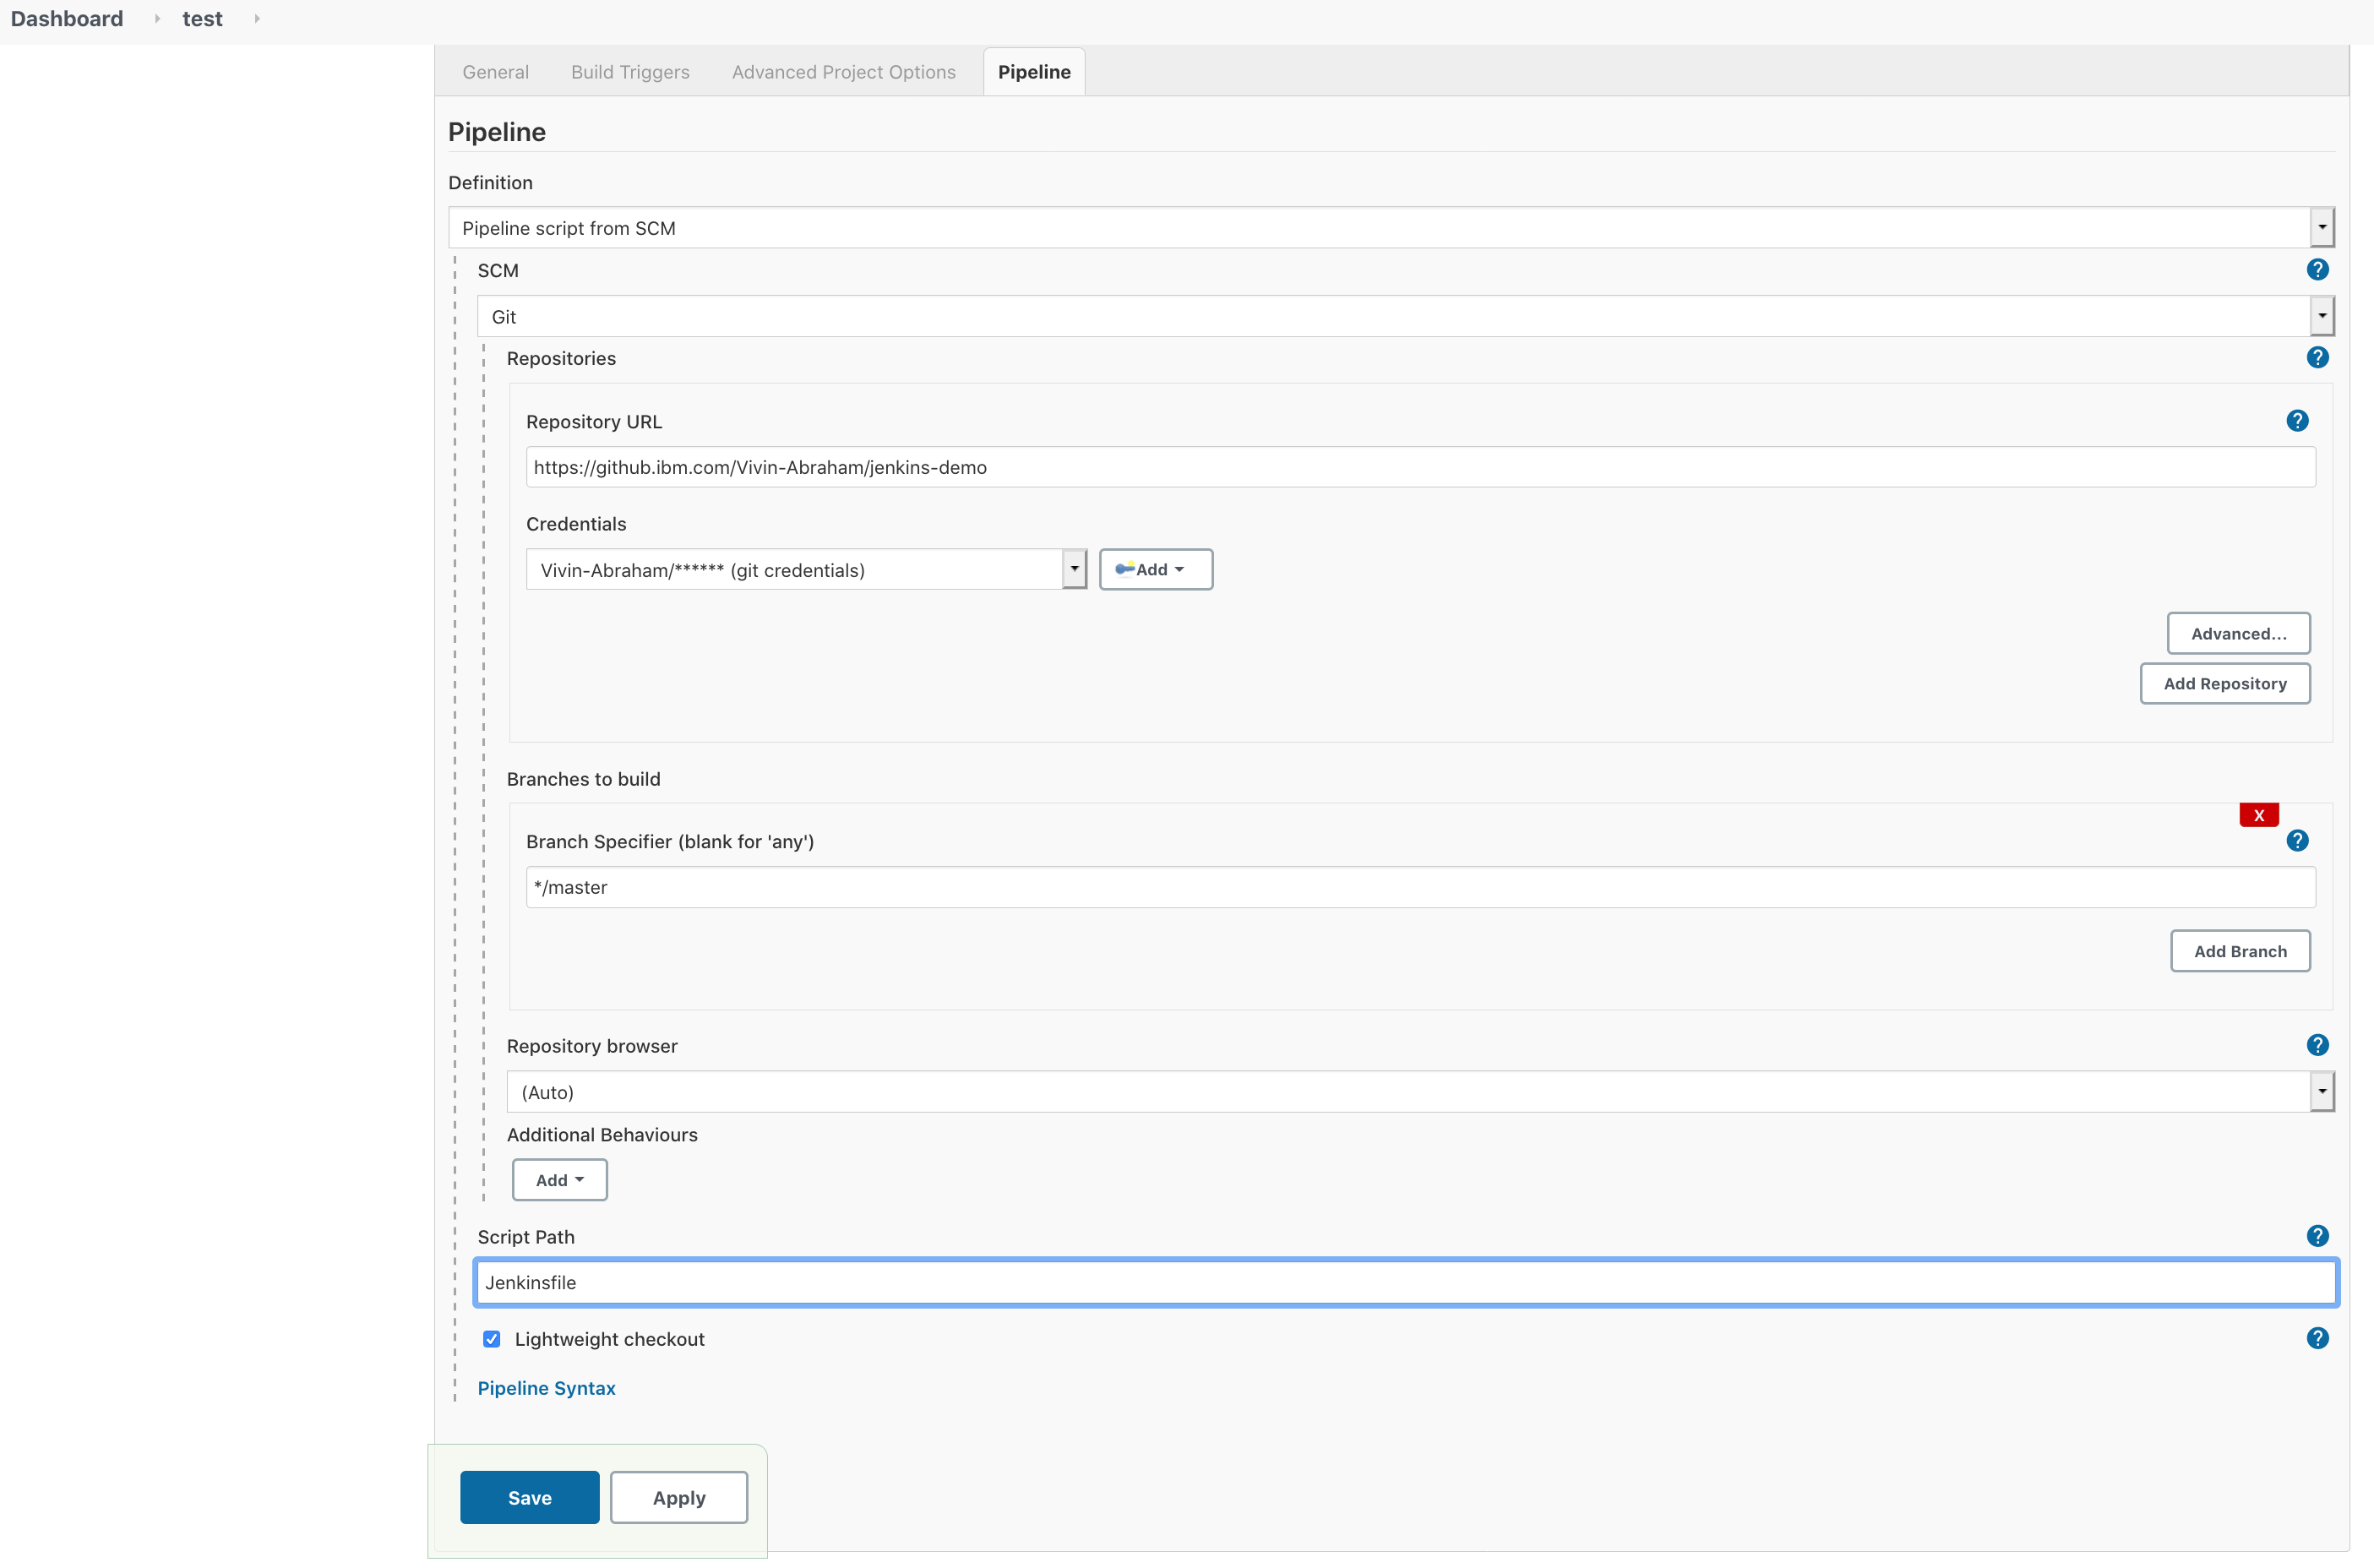 Dashboard test
General Build Triggers Advanced Project Options Pipeline
Pipeline
Definition
Pipeline script from SCM
SCM
?
Git
Repositories
?
Repository URL
?
https://github.ibm.com/Vivin-Abraham/jenkins-demo
Credentials
Vivin-Abraham/****** (git credentials)
Add
Advanced...
Add Repository
Branches to build
X
Branch Specifier (blank for 'any')
?
*/master
Add Branch
Repository browser
?
(Auto)
Additional Behaviours
Add
Script Path
?
Jenkinsfile
Lightweight checkout
?
Pipeline Syntax
Save Apply